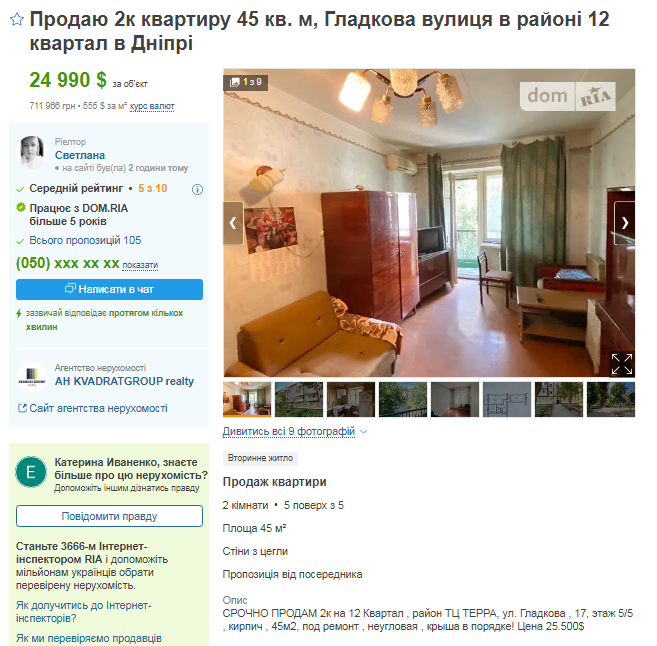 Продаю 2к квартиру 45 кв. м, Гладкова вулиця в районі 12
квартал в Дніпрі
24 990 $ за об'єкт
711 966 грн • 555 $ за м² курс валют
Ріелтор
Светлана
• на сайті був(ла) 2 години тому
Середній рейтинг • 5 з 10
Працює з DOM.RIA
більше 5 років
Всього пропозицій 105
(050) xxx xx xx показати
Написати в чат
зазвичай відповідає протягом кількох
хвилин
Агентство нерухомості
АН KVADRATGROUP realty
Сайт агентства нерухомості
Е
Катерина Иваненко, знаєте
більше про цю нерухомість?
Допоможіть іншим дізнатись правду
Повідомити правду
Станьте 3666-м Інтернет-
інспектором RIA і допоможіть
мільйонам українців обрати
перевірену нерухомість.
Як долучитись до Інтернет-
інспекторів?
Як ми перевіряємо продавців
1 з 9
dom RIA
Дивитись всі 9 фотографій
Вторинне житло
Продаж квартири
2 кімнати • 5 поверх з 5
Площа 45 м²
Стіни з цегли
Пропозиція від посередника
Опис
СРОЧНО ПРОДАМ 2к на 12 Квартал , район ТЦ ТЕРРА, ул. Гладкова , 17, этаж 5/5
, кирпич , 45м2, под ремонт , неугловая , крыша в порядке! Цена 25.500$